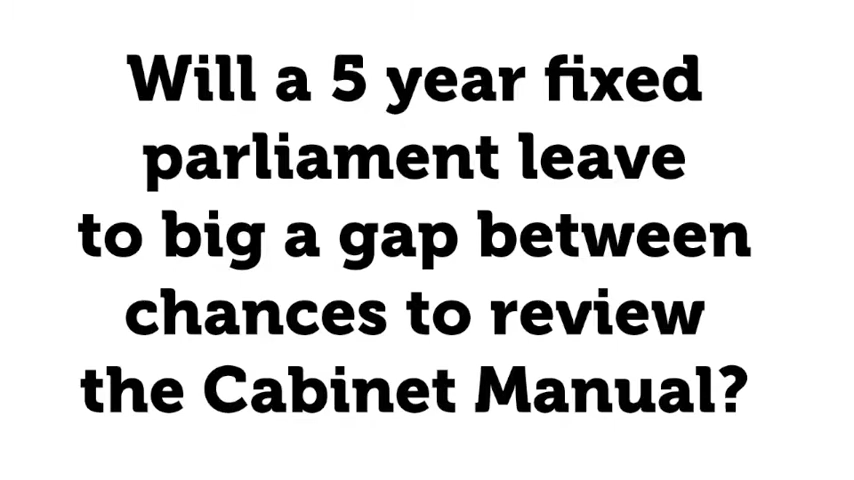 Will a 5 year fixed
parliament leave
to big a gap between
chances to review
the Cabinet Manual?